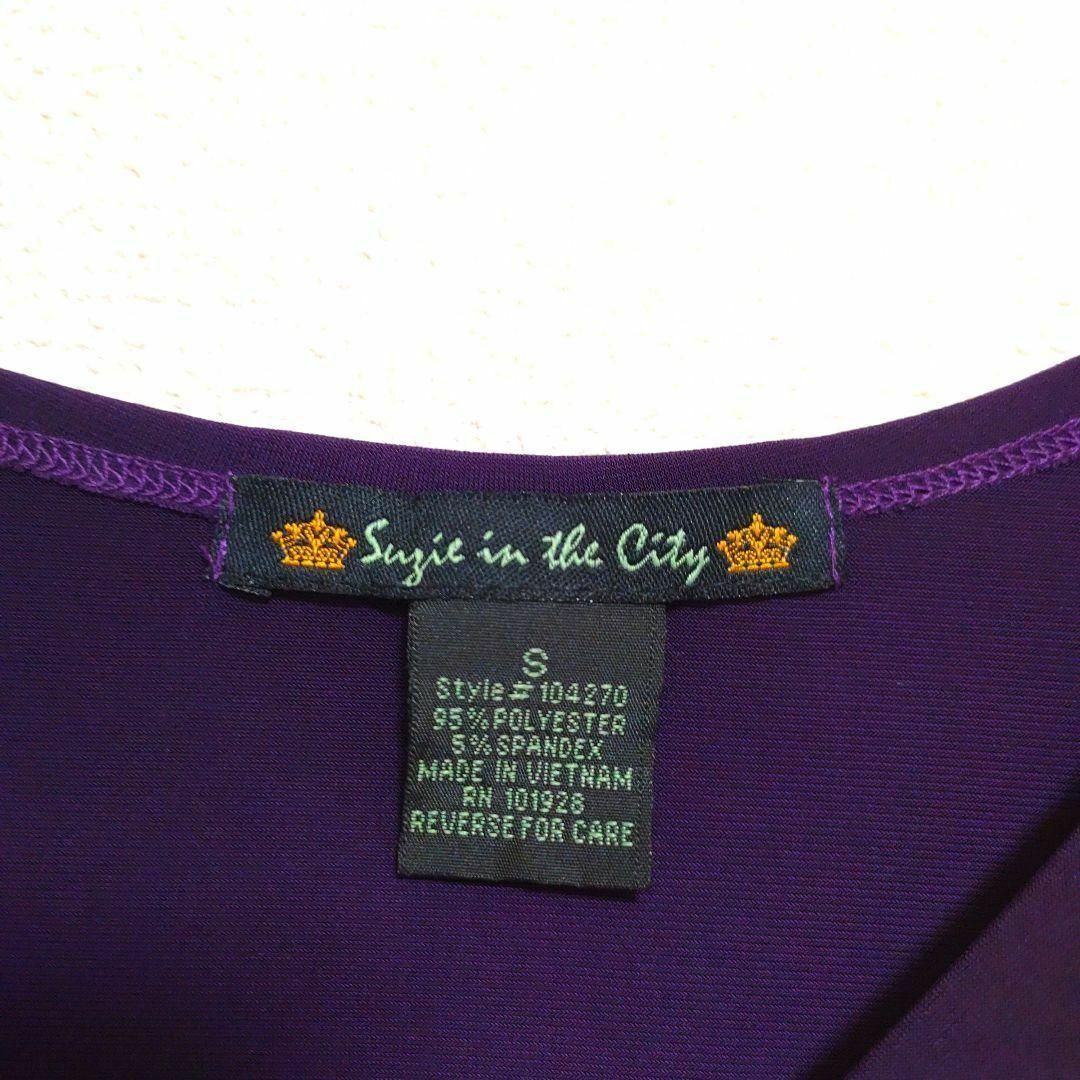 Suzie in the City
S
Style# 104270
95% POLYESTER
5% SPANDEX
MADE IN VIETNAM
RN 101928
REVERSE FOR CARE